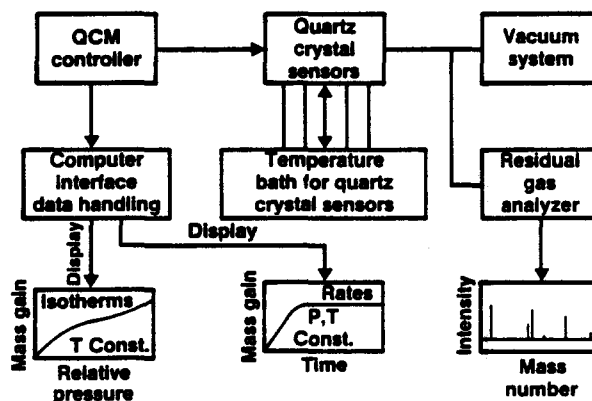 QCM
controller
Quartz
crystal
sensors
Vacuum
system
Computer
interface
data handling
Temperature
bath for quartz
crystal sensors
Residual
gas
analyzer
Display
Display
Mass gain
Isotherms
T Const.
Relative
pressure
Mass gain
Rates
P,T
Const.
Time
Intensity
Mass
number